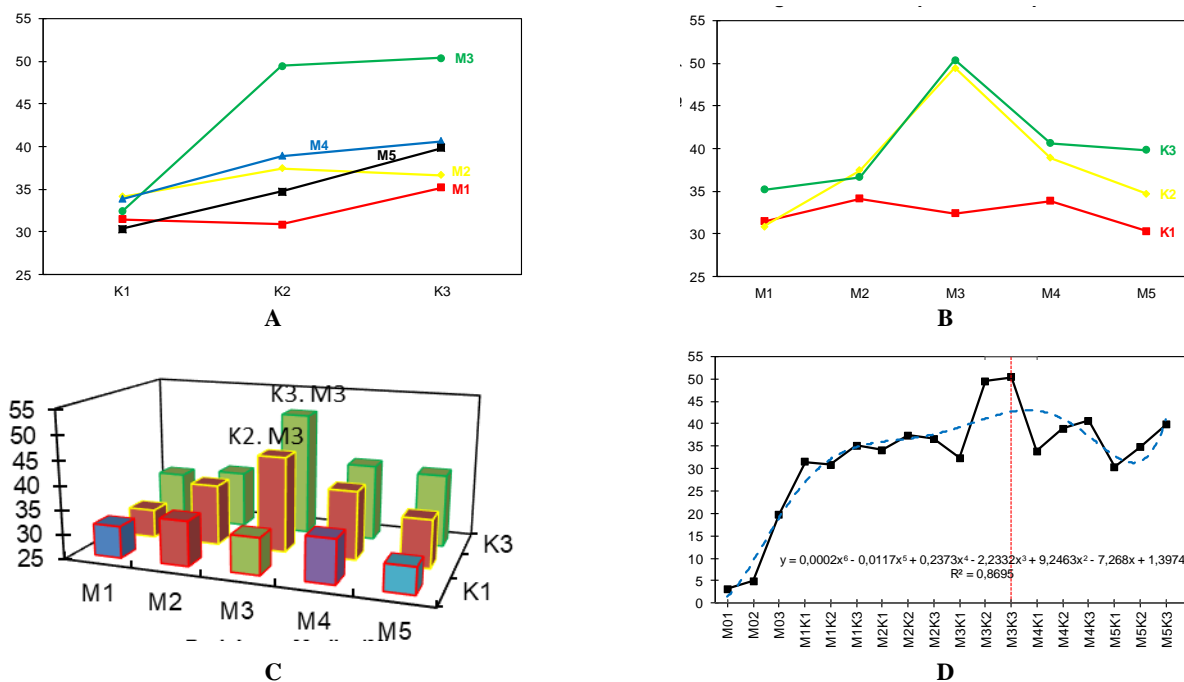 55
50
45
40
35
30
25
M3
M4
M5
M2
M1
K1
K2
K3
A
55
50
45
40
35
30
25
K3
K2
K1
M1
M2
M3
M4
M5
B
55
50
45
40
35
30
25
K3. M3
K2. M3
K3
K1
M1
M2
M3
M4
M5
C
55
50
45
40
35
30
25
20
15
10
5
0
y = 0,0002x⁶ - 0,0117x⁵ + 0,2373x⁴ - 2,2332x³ + 9,2463x² - 7,268x + 1,3974
R² = 0,8695
M01
M02
M03
M1K1
M1K2
M1K3
M2K1
M2K2
M2K3
M3K1
M3K2
M3K3
M4K1
M4K2
M4K3
M5K1
M5K2
M5K3
D